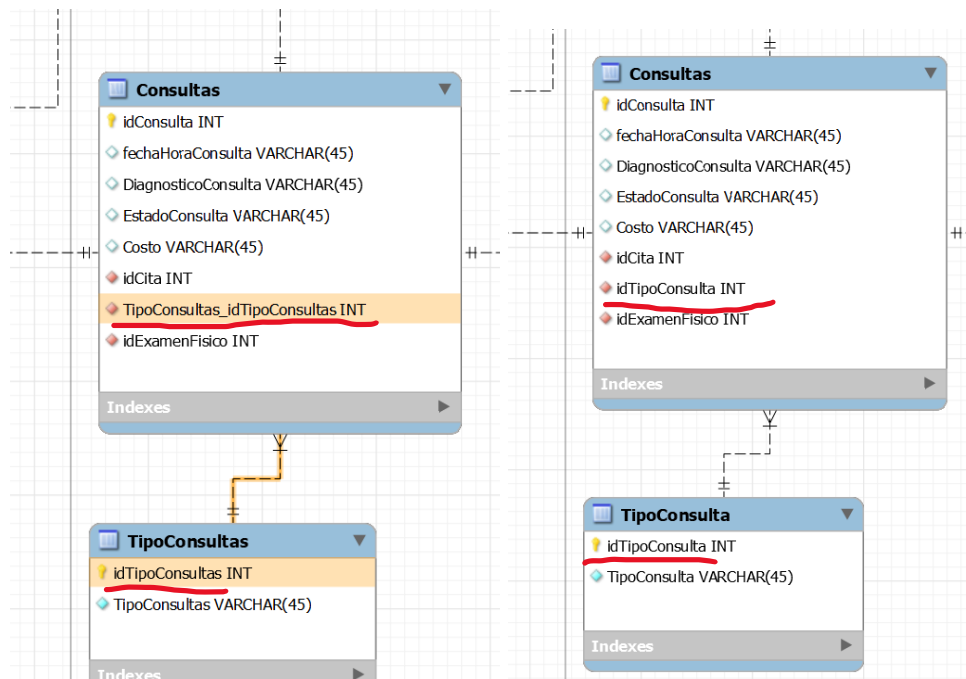 Consultas
idConsulta INT
fechaHoraConsulta VARCHAR(45)
DiagnosticoConsulta VARCHAR(45)
EstadoConsulta VARCHAR(45)
Costo VARCHAR(45)
idCita INT
TipoConsultas_idTipoConsultas INT
idExamenFisico INT
Indexes
TipoConsultas
idTipoConsultas INT
TipoConsultas VARCHAR(45)
Indexes
Consultas
idConsulta INT
fechaHoraConsulta VARCHAR(45)
DiagnosticoConsulta VARCHAR(45)
EstadoConsulta VARCHAR(45)
Costo VARCHAR(45)
idCita INT
idTipoConsulta INT
idExamenFisico INT
Indexes
TipoConsulta
idTipoConsulta INT
TipoConsulta VARCHAR(45)
Indexes